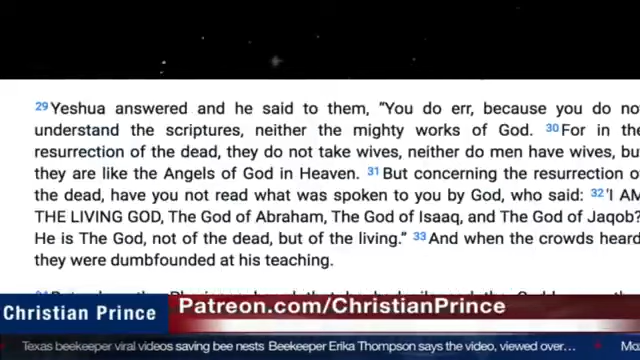 29 Yeshua answered and he said to them, "You do err, because you do no
understand the scriptures, neither the mighty works of God. 30 For in the
resurrection of the dead, they do not take wives, neither do men have wives, bu
they are like the Angels of God in Heaven. 31 But concerning the resurrection o
the dead, have you not read what was spoken to you by God, who said: 32 'I AM
THE LIVING GOD, The God of Abraham, The God of Isaaq, and The God of Jaqob?
He is The God, not of the dead, but of the living." 33 And when the crowds heard
they were dumbfounded at his teaching.
Christian Prince
Patreon.com/ChristianPrince
Texas beekeeper viral videos saving bee nests Beekeeper Erika Thompson says the video, viewed over...